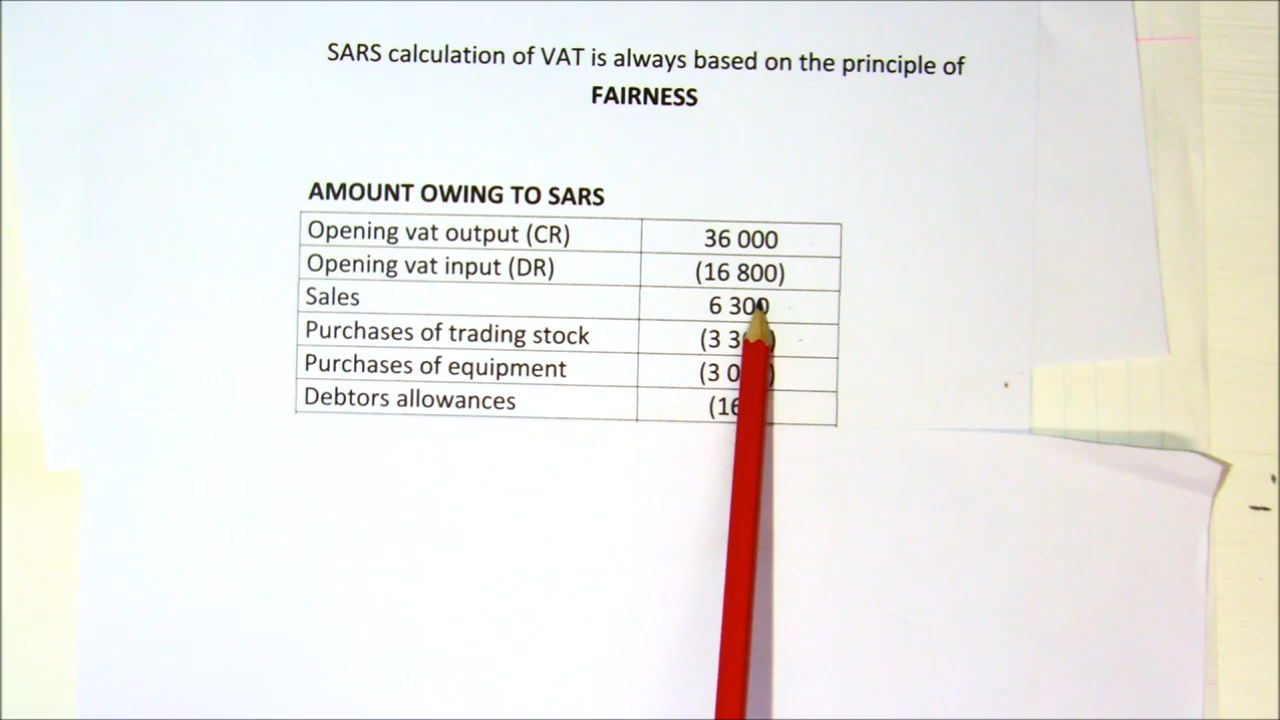 SARS calculation of VAT is always based on the principle of
FAIRNESS
AMOUNT OWING TO SARS
Opening vat output (CR) 36 000
Opening vat input (DR) (16 800)
Sales 6 300
Purchases of trading stock
Purchases of equipment
Debtors allowances